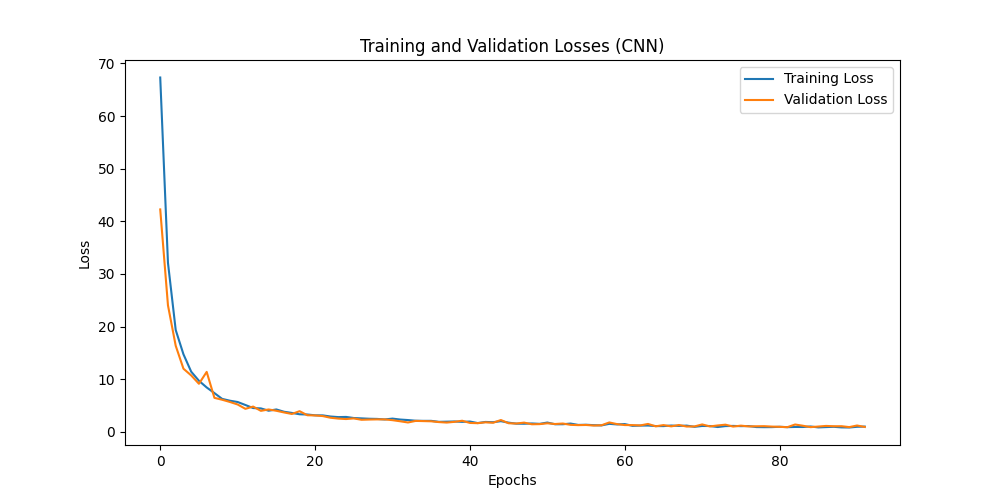 Training and Validation Losses (CNN)
Training Loss
Validation Loss
Loss
70
60
50
40
30
20
10
0
0 20 40 60 80
Epochs